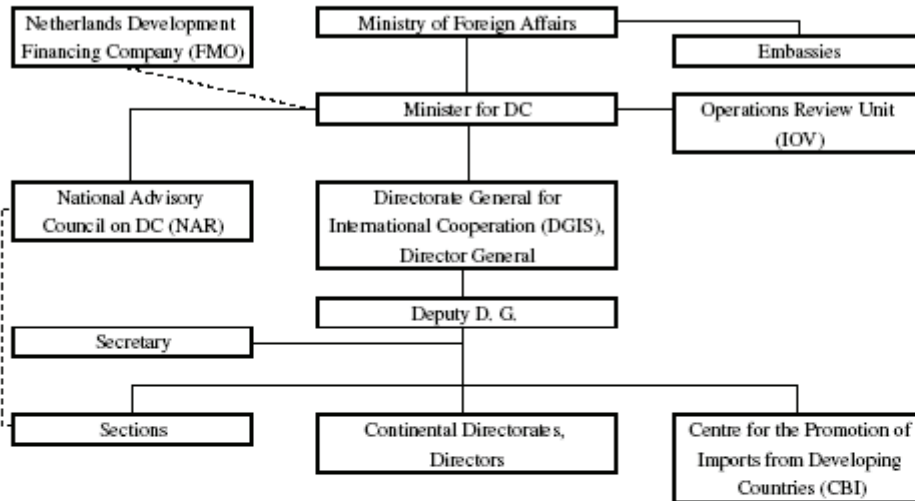 Netherlands Development
Financing Company (FMO)
Ministry of Foreign Affairs
Embassies
Minister for DC
Operations Review Unit
(IOV)
National Advisory
Council on DC (NAR)
Directorate General for
International Cooperation (DGIS),
Director General
Deputy D. G.
Secretary
Sections
Continental Directorates,
Directors
Centre for the Promotion of
Imports from Developing
Countries (CBI)